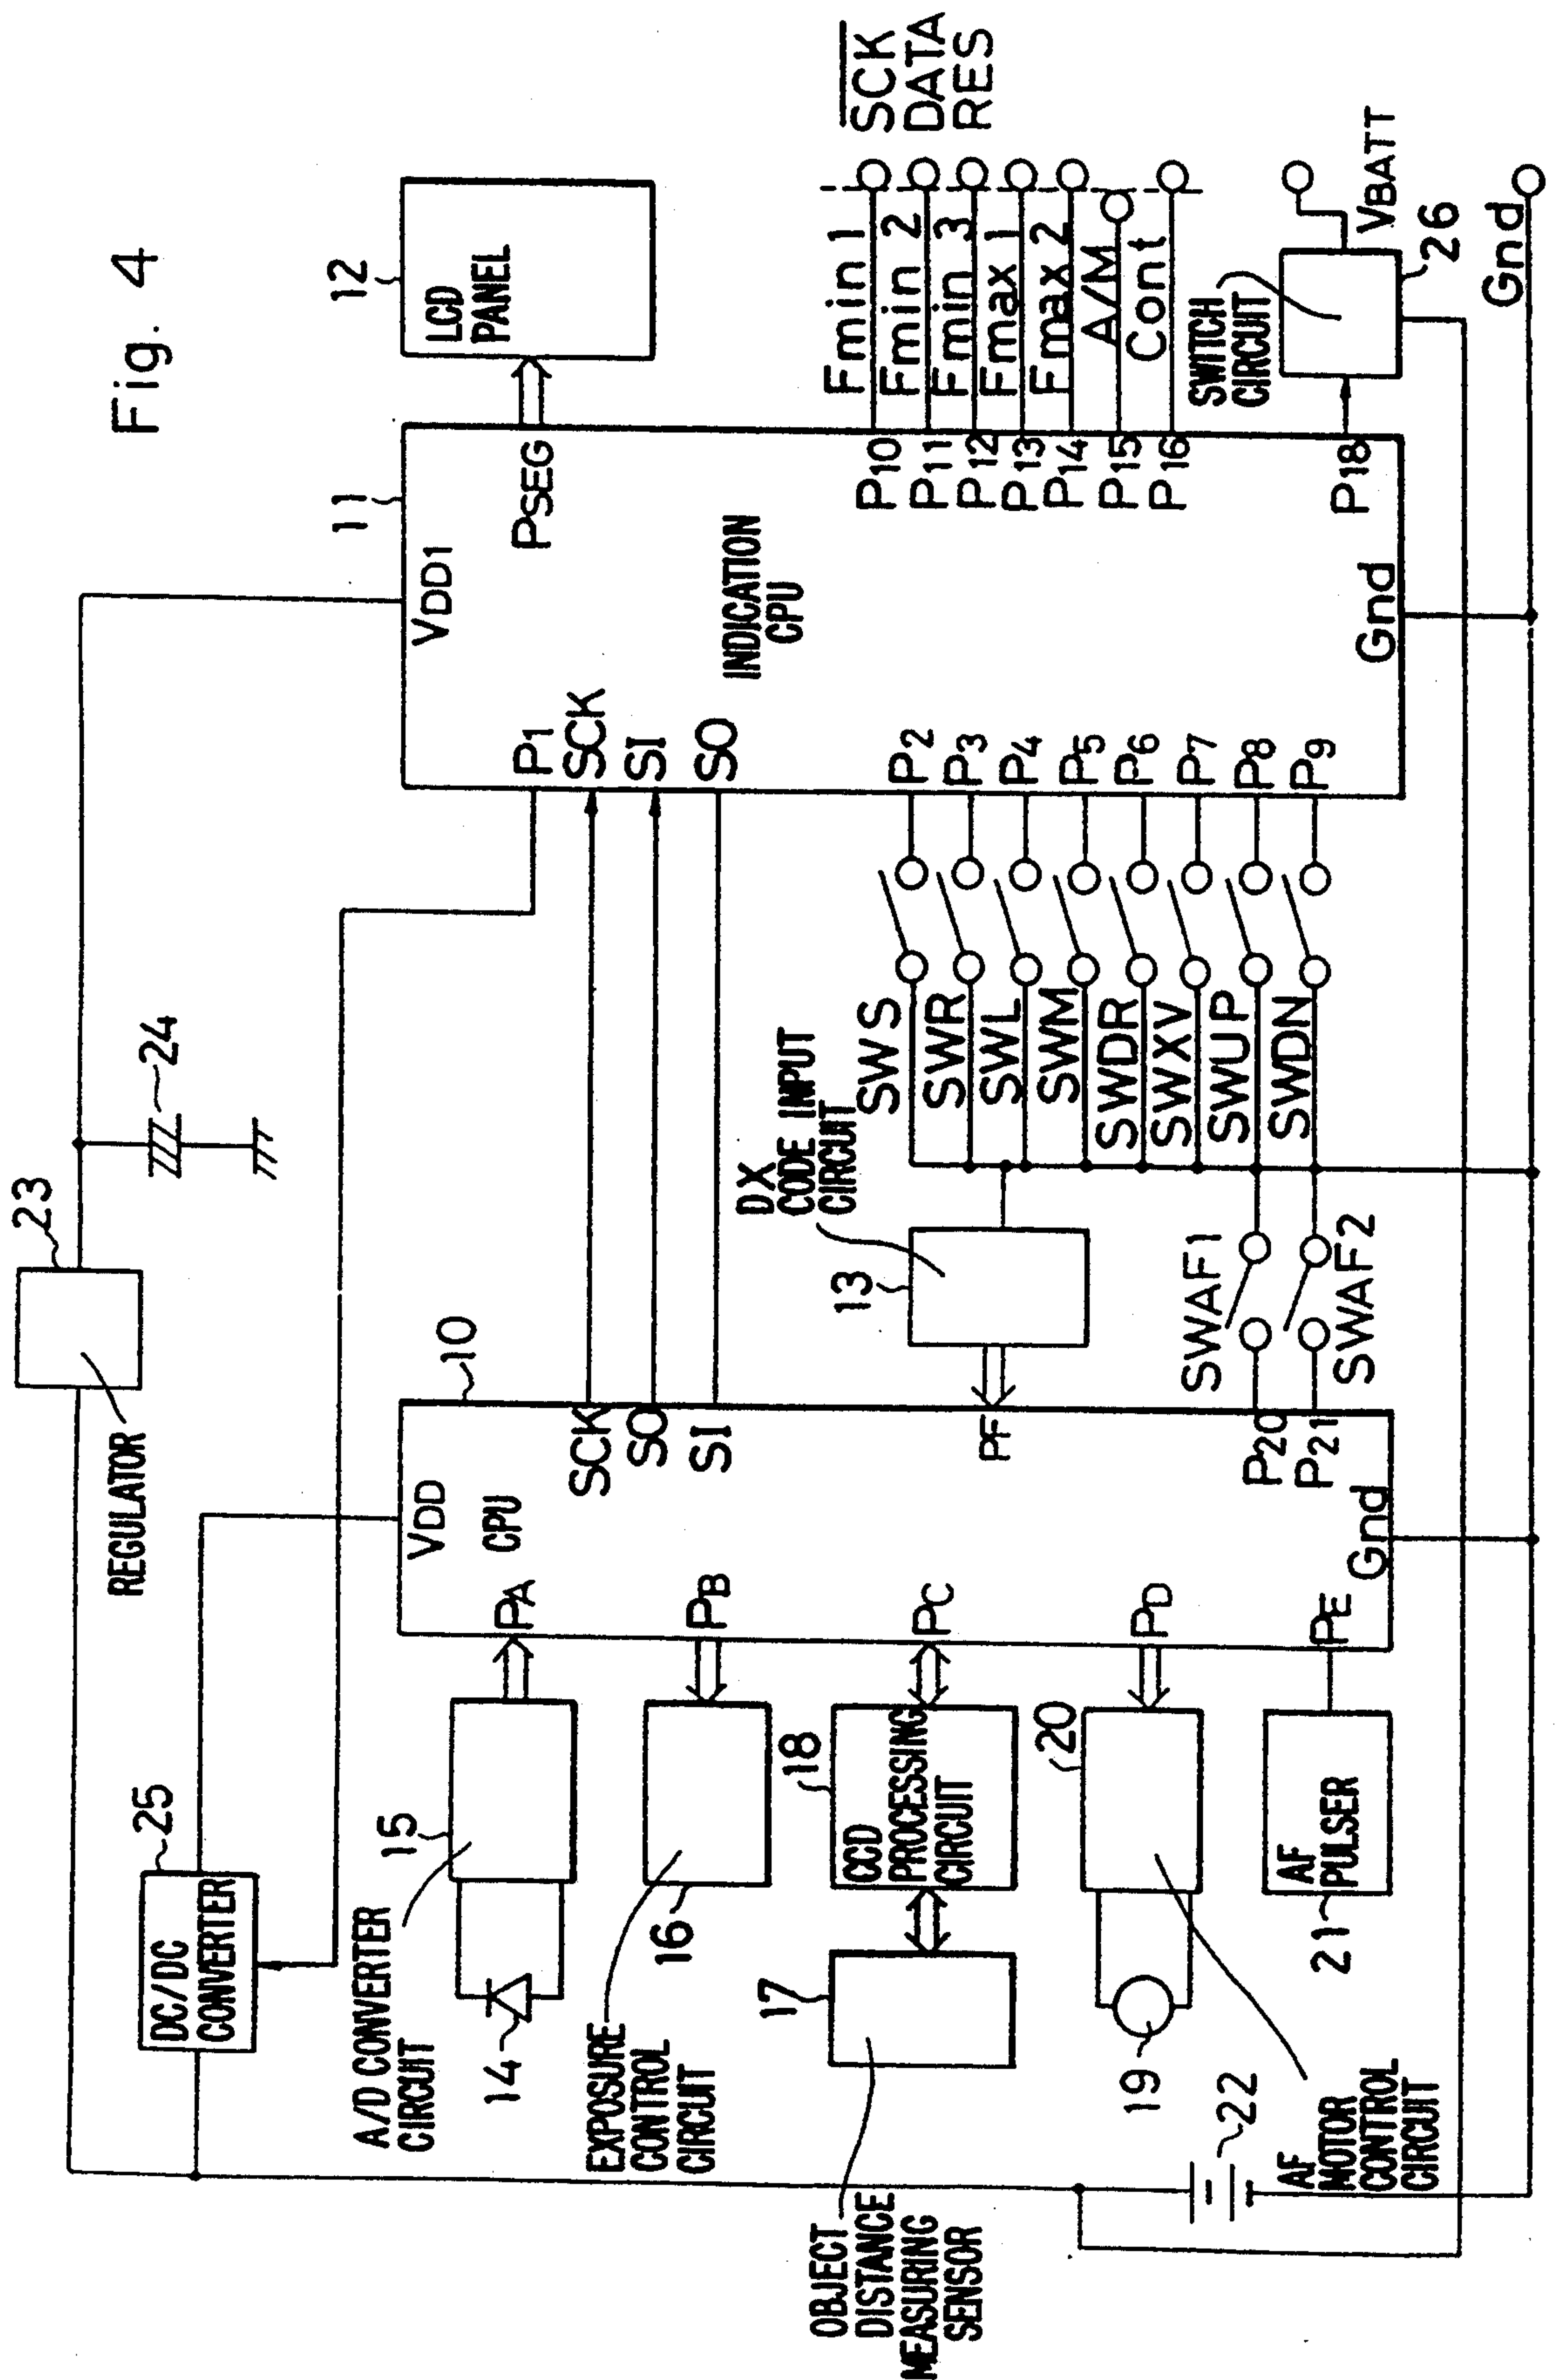 Fig. 4
23
REGULATOR
24
25
DC/DC
CONVERTER
VDD
CPU
10
PA
PB
PC
PD
PE
SCK
SO
SI
PF
P20
P21
Gnd
A/D CONVERTER
CIRCUIT
15
14
EXPOSURE
CONTROL
CIRCUIT
16
OBJECT
DISTANCE
MEASURING
SENSOR
17
CCD
PROCESSING
CIRCUIT
18
19
20
AF
MOTOR
CONTROL
CIRCUIT
AF
PULSER
21
22
DX
CODE INPUT
CIRCUIT
13
SWAF1
SWAF2
SWS
SWR
SWL
SWM
SWDR
SWXV
SWUP
SWDN
11
VDD1
INDICATION
CPU
P1
SCK
SI
SO
P2
P3
P4
P5
P6
P7
P8
P9
Gnd
PSEG
12
LCD
PANEL
P10
P11
P12
P13
P14
P15
P16
P18
Fmin 1
Fmin 2
Fmin 3
Fmax 1
Fmax 2
A/M
Cont
SCK
DATA
RES
SWITCH
CIRCUIT
26
VBATT
Gnd